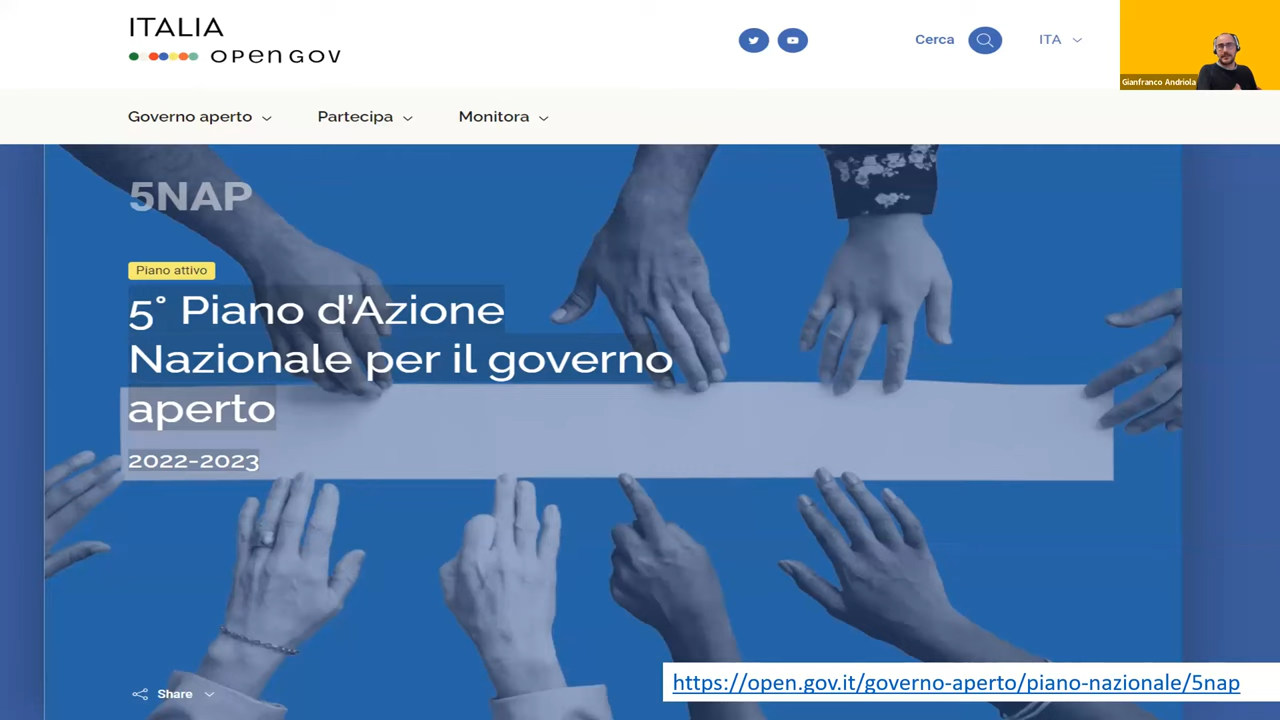 ITALIA
OPEN GOV
Cerca
ITA
Gianfranco Andriola
Governo aperto
Partecipa
Monitora
5NAP
Piano attivo
5° Piano d’Azione
Nazionale per il governo
aperto
2022-2023
Share
https://open.gov.it/governo-aperto/piano-nazionale/5nap